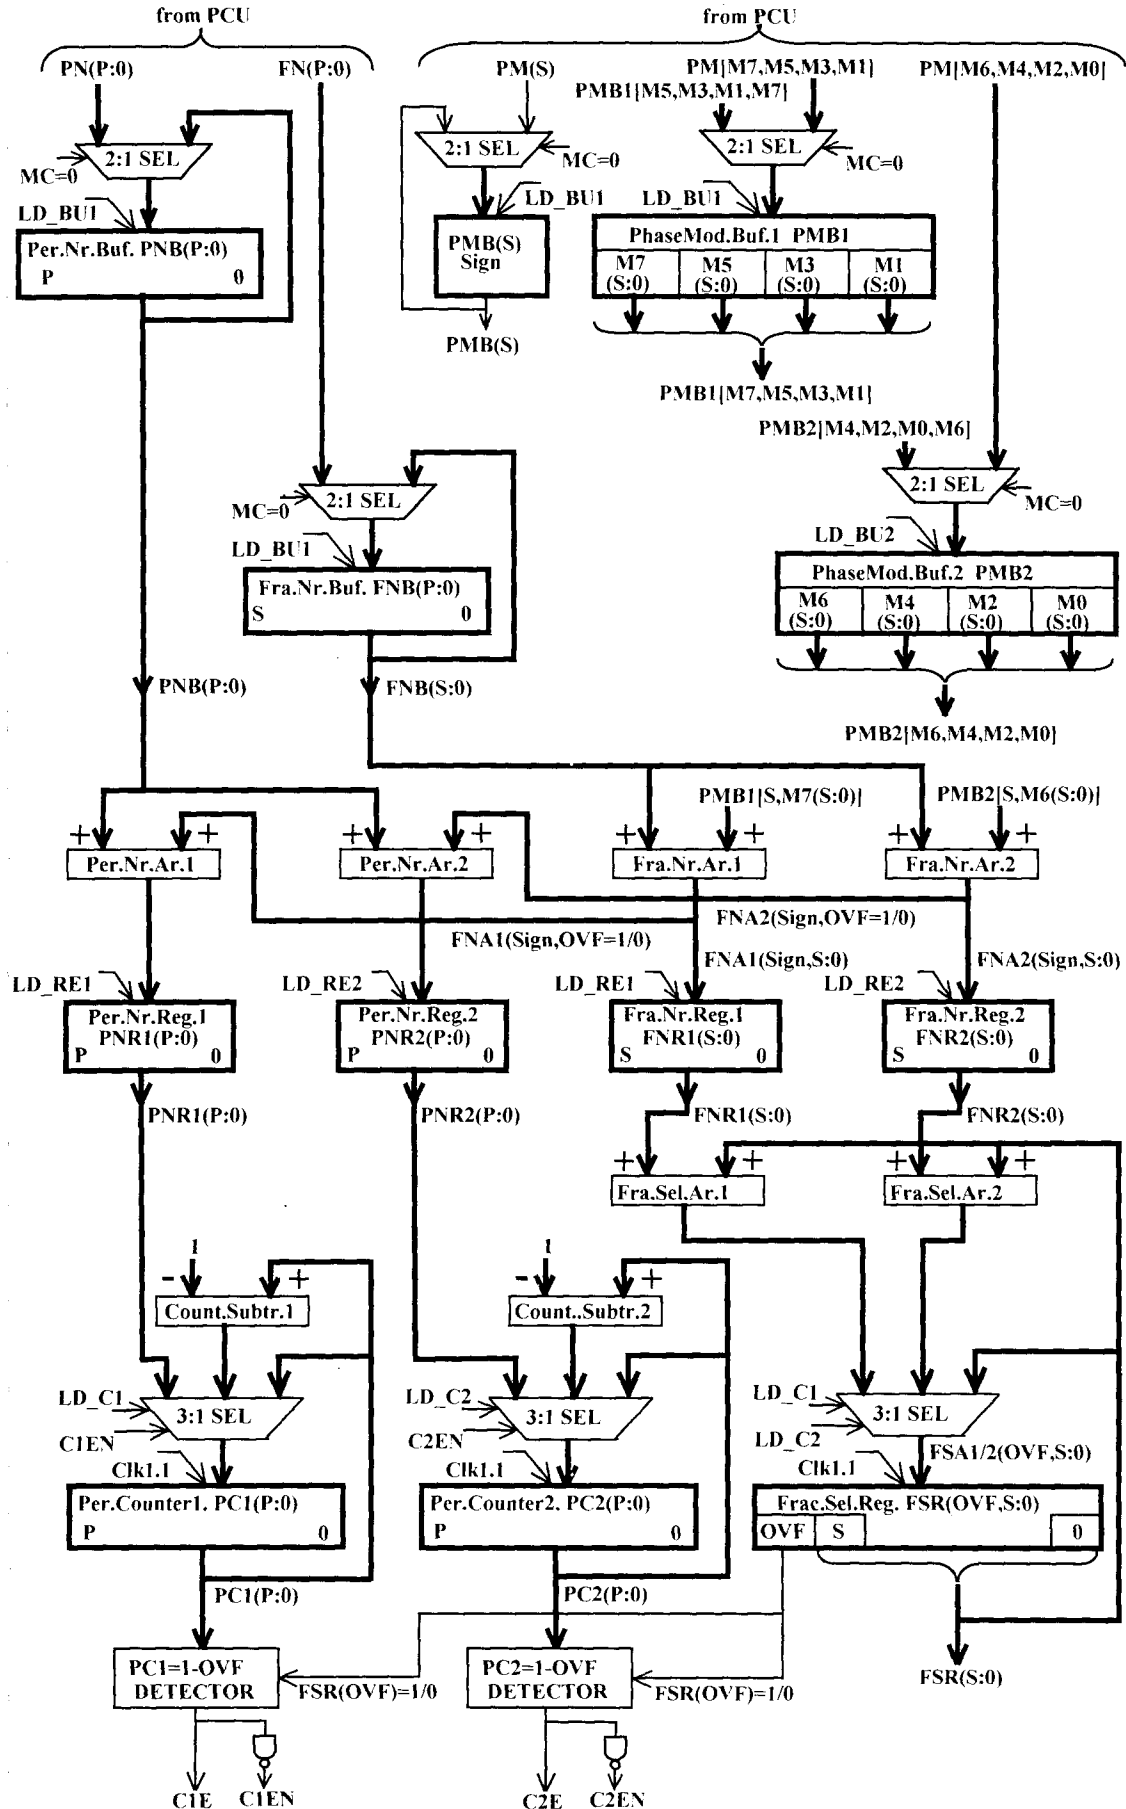 from PCU
from PCU
PN(P:0)
FN(P:0)
PM(S)
PM[M7,M5,M3,M1]
PM[M6,M4,M2,M0]
PMB1[M5,M3,M1,M7]
2:1 SEL
MC=0
2:1 SEL
MC=0
2:1 SEL
MC=0
LD_BU1
LD_BU1
LD_BU1
Per.Nr.Buf. PNB(P:0)
P 0
PMB(S)
Sign
PhaseMod.Buf.1 PMB1
M7 M5 M3 M1
(S:0) (S:0) (S:0) (S:0)
PMB(S)
PMB1[M7,M5,M3,M1]
PMB2[M4,M2,M0,M6]
2:1 SEL
MC=0
2:1 SEL
MC=0
LD_BU1
LD_BU2
Fra.Nr.Buf. FNB(P:0)
S 0
PhaseMod.Buf.2 PMB2
M6 M4 M2 M0
(S:0) (S:0) (S:0) (S:0)
PNB(P:0)
FNB(S:0)
PMB2[M6,M4,M2,M0]
PMB1[S,M7(S:0)]
PMB2[S,M6(S:0)]
+ + + + + + + +
Per.Nr.Ar.1
Per.Nr.Ar.2
Fra.Nr.Ar.1
Fra.Nr.Ar.2
FNA1(Sign,OVF=1/0)
FNA2(Sign,OVF=1/0)
FNA1(Sign,S:0)
FNA2(Sign,S:0)
LD_RE1
LD_RE2
LD_RE1
LD_RE2
Per.Nr.Reg.1
PNR1(P:0)
P 0
Per.Nr.Reg.2
PNR2(P:0)
P 0
Fra.Nr.Reg.1
FNR1(S:0)
S 0
Fra.Nr.Reg.2
FNR2(S:0)
S 0
PNR1(P:0)
PNR2(P:0)
FNR1(S:0)
FNR2(S:0)
+ + + +
Fra.Sel.Ar.1
Fra.Sel.Ar.2
1
1
- +
- +
Count.Subtr.1
Count..Subtr.2
LD_C1
C1EN
3:1 SEL
LD_C2
C2EN
3:1 SEL
LD_C1
LD_C2
3:1 SEL
FSA1/2(OVF,S:0)
Clk1.1
Clk1.1
Clk1.1
Per.Counter1. PC1(P:0)
P 0
Per.Counter2. PC2(P:0)
P 0
Frac.Sel.Reg. FSR(OVF,S:0)
OVF S 0
PC1(P:0)
PC2(P:0)
PC1=1-OVF
DETECTOR
FSR(OVF)=1/0
PC2=1-OVF
DETECTOR
FSR(OVF)=1/0
FSR(S:0)
C1E
C1EN
C2E
C2EN